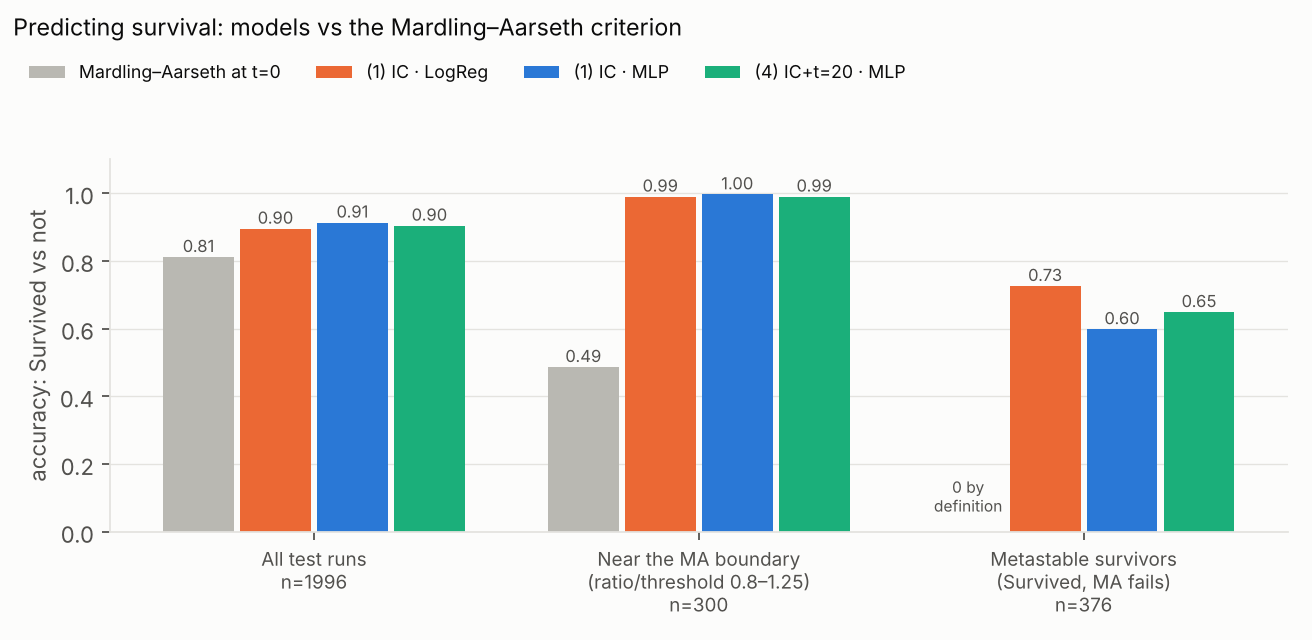 Predicting survival: models vs the Mardling–Aarseth criterion
Mardling–Aarseth at t=0
(1) IC · LogReg
(1) IC · MLP
(4) IC+t=20 · MLP
accuracy: Survived vs not
1.0
0.8
0.6
0.4
0.2
0.0
0.81
0.90
0.91
0.90
0.49
0.99
1.00
0.99
0 by
definition
0.73
0.60
0.65
All test runs
n=1996
Near the MA boundary
(ratio/threshold 0.8–1.25)
n=300
Metastable survivors
(Survived, MA fails)
n=376